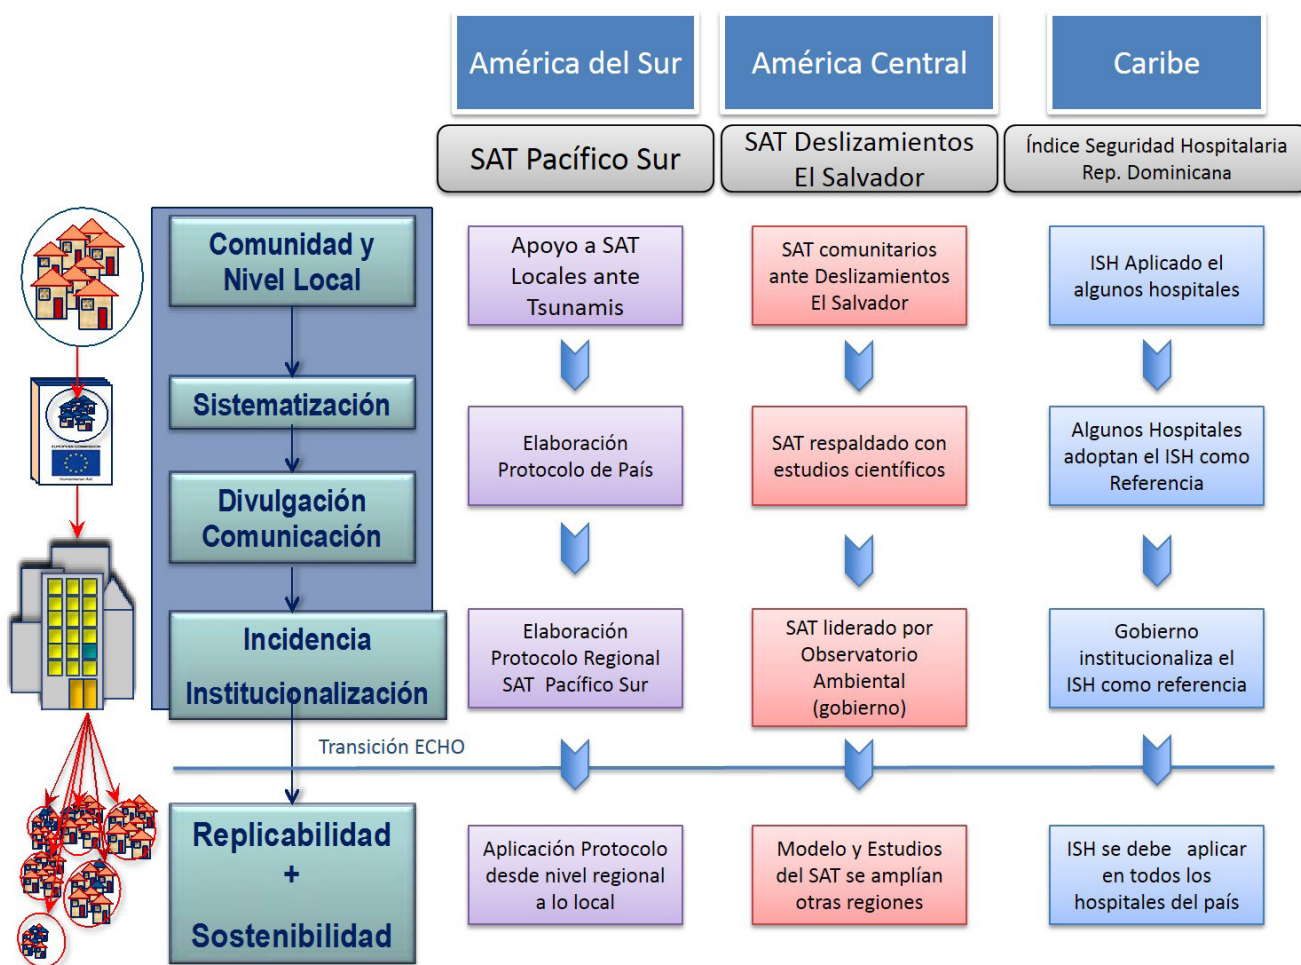 América del Sur
América Central
Caribe
SAT Pacífico Sur
SAT Deslizamientos
El Salvador
Índice Seguridad Hospitalaria
Rep. Dominicana
Comunidad y
Nivel Local
Apoyo a SAT
Locales ante
Tsunamis
SAT comunitarios
ante Deslizamientos
El Salvador
ISH Aplicado el
algunos hospitales
Sistematización
Elaboración
Protocolo de País
SAT respaldado con
estudios científicos
Algunos Hospitales
adoptan el ISH como
Referencia
EUROPEAN COMMISSION
Humanitarian Aid
Divulgación
Comunicación
Incidencia
Institucionalización
Elaboración
Protocolo Regional
SAT Pacífico Sur
SAT liderado por
Observatorio
Ambiental
(gobierno)
Gobierno
institucionaliza el
ISH como referencia
Transición ECHO
Replicabilidad
+
Sostenibilidad
Aplicación Protocolo
desde nivel regional
a lo local
Modelo y Estudios
del SAT se amplían
otras regiones
ISH se debe aplicar
en todos los
hospitales del país